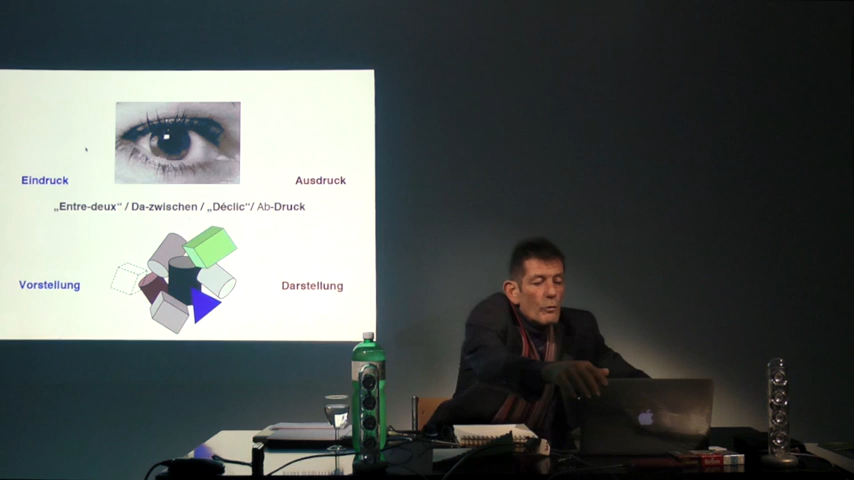 Eindruck
Ausdruck
„Entre-deux“ / Da-zwischen / „Déclic“/ Ab-Druck
Vorstellung
Darstellung